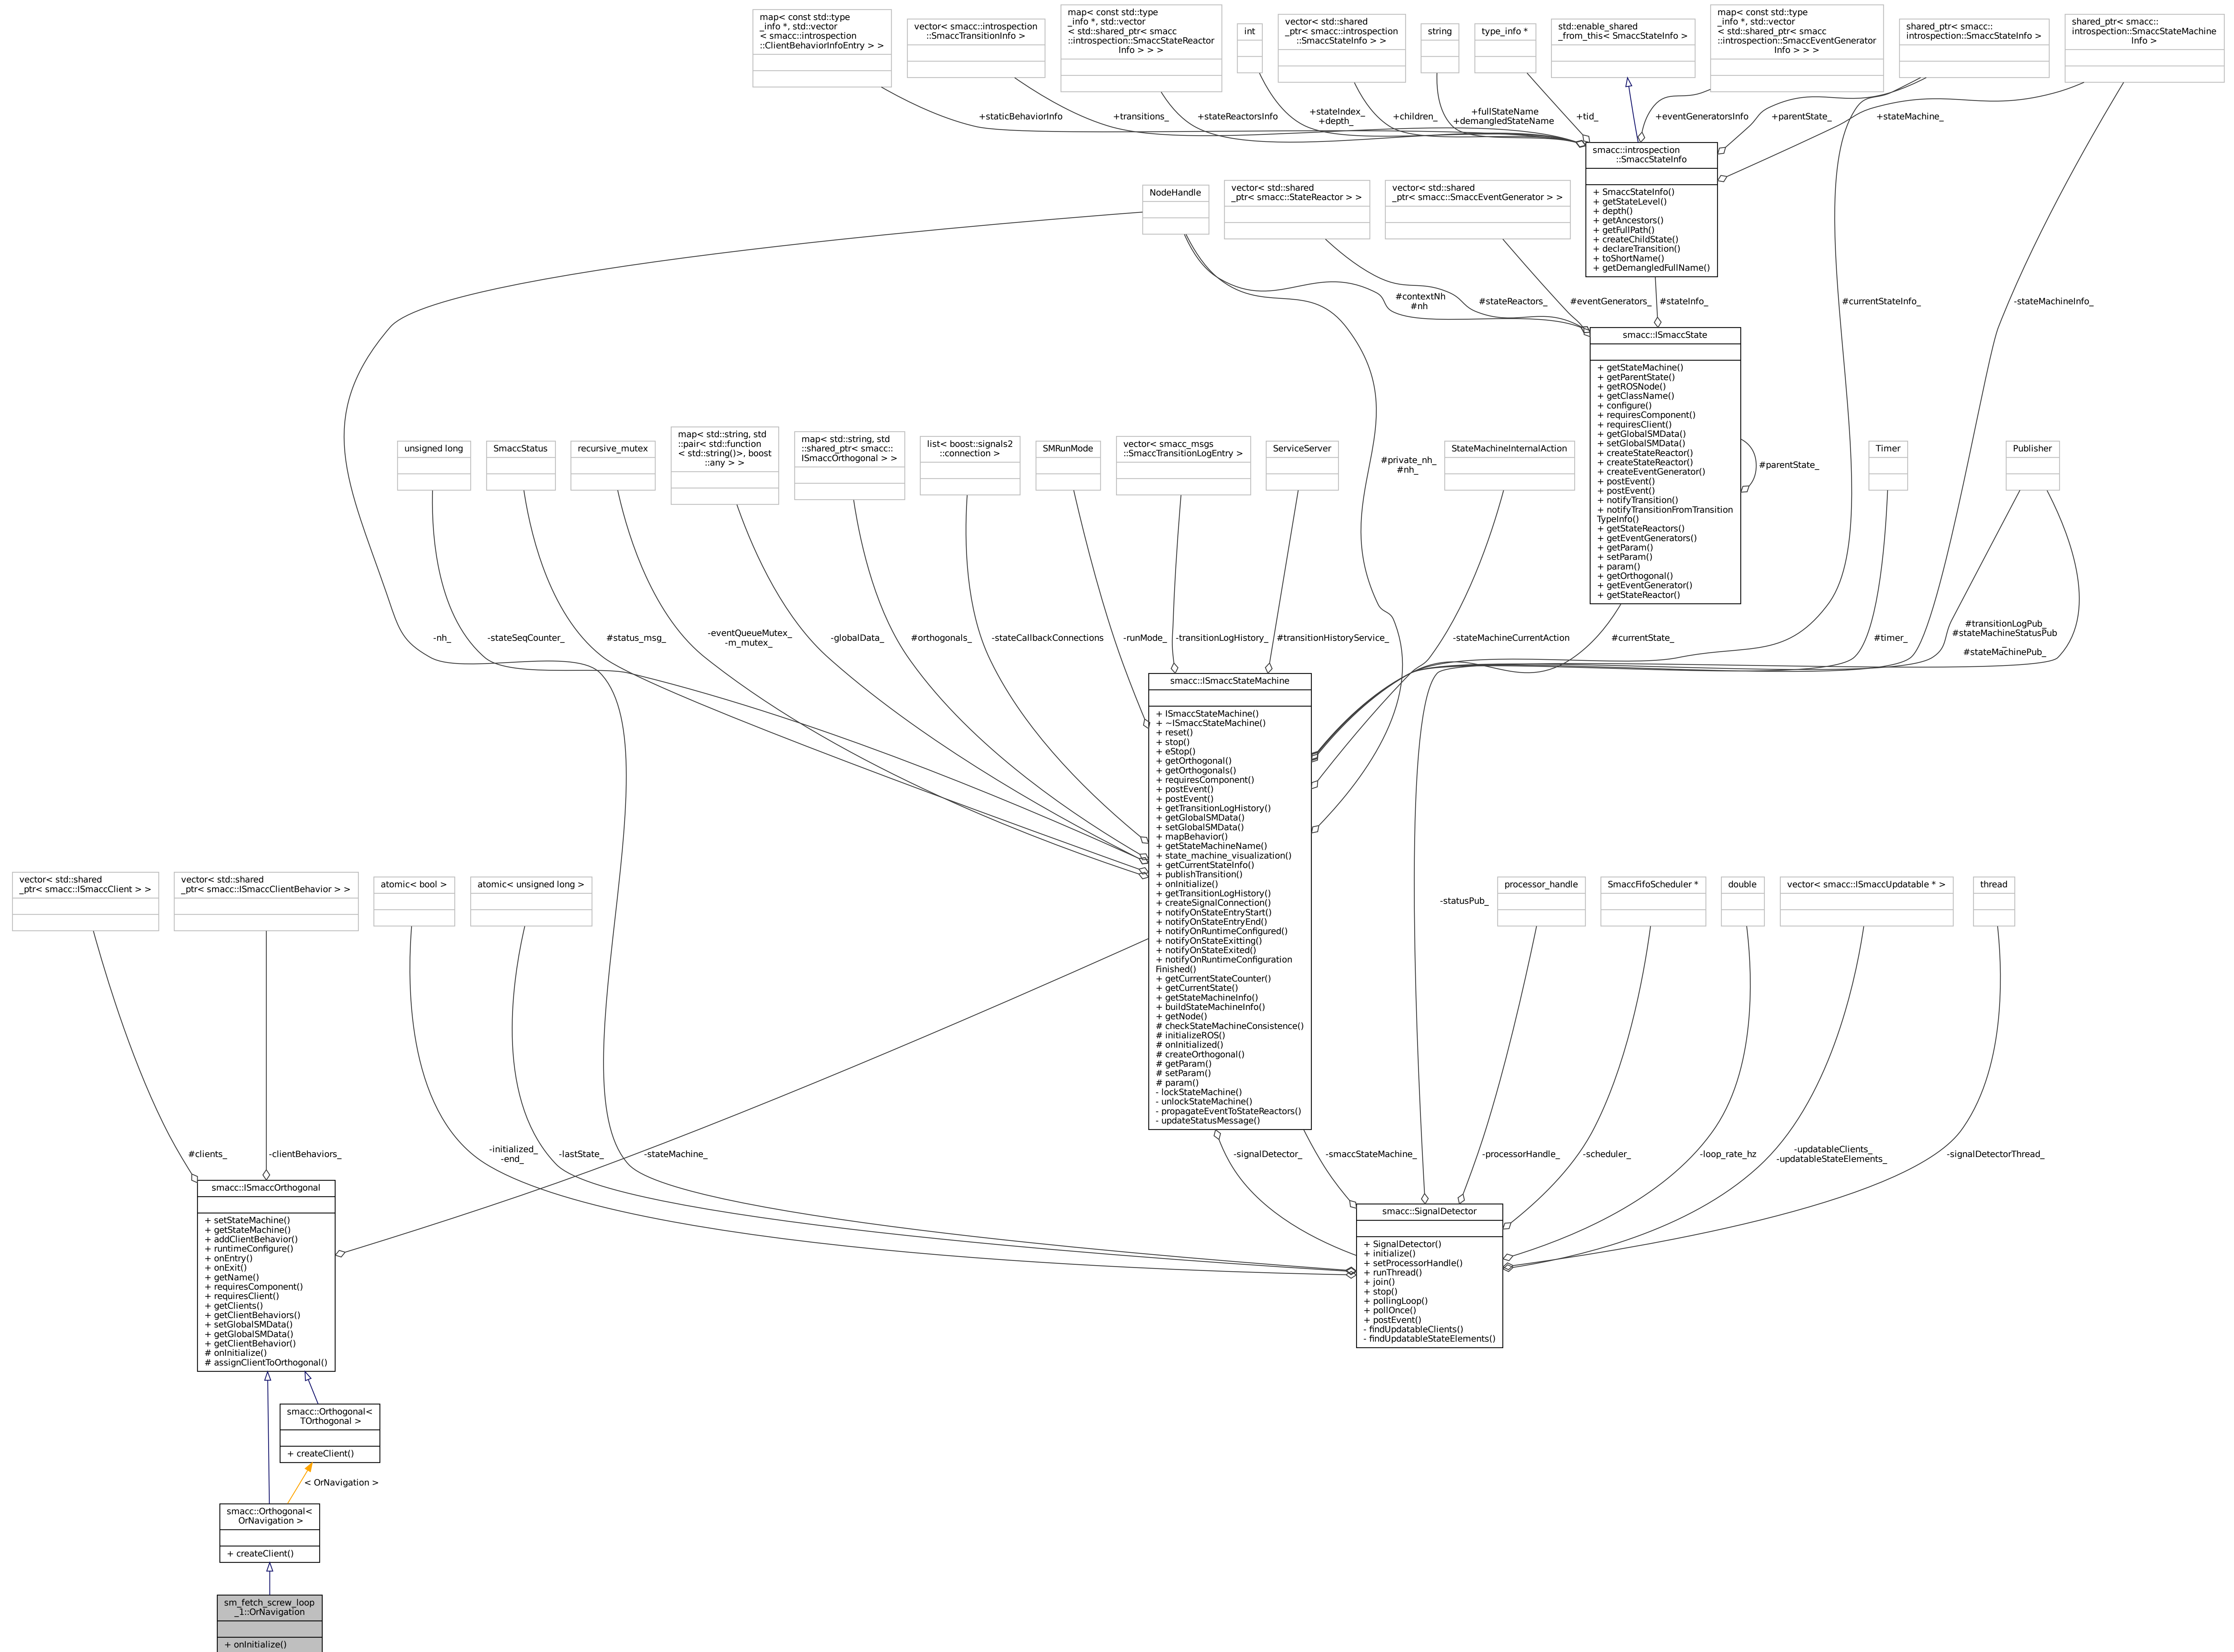 map< const std::type
_info *, std::vector
< smacc::introspection
::ClientBehaviorInfoEntry > >
vector< smacc::introspection
::SmaccTransitionInfo >
map< const std::type
_info *, std::vector
< std::shared_ptr< smacc
::introspection::SmaccStateReactor
Info > > >
int
vector< std::shared
_ptr< smacc::introspection
::SmaccStateInfo > >
string
type_info *
std::enable_shared
_from_this< SmaccStateInfo >
map< const std::type
_info *, std::vector
< std::shared_ptr< smacc
::introspection::SmaccEventGenerator
Info > > >
shared_ptr< smacc::
introspection::SmaccStateInfo >
shared_ptr< smacc::
introspection::SmaccStateMachine
Info >
+staticBehaviorInfo
+transitions_
+stateReactorsInfo
+stateIndex_
+depth_
+children_
+fullStateName
+demangledStateName
+tid_
+eventGeneratorsInfo
+parentState_
+stateMachine_
smacc::introspection
::SmaccStateInfo
+ SmaccStateInfo()
+ getStateLevel()
+ depth()
+ getAncestors()
+ getFullPath()
+ createChildState()
+ declareTransition()
+ toShortName()
+ getDemangledFullName()
NodeHandle
vector< std::shared
_ptr< smacc::StateReactor > >
vector< std::shared
_ptr< smacc::SmaccEventGenerator > >
#contextNh
#nh
#stateReactors_
#eventGenerators_
#stateInfo_
#currentStateInfo_
-stateMachineInfo_
smacc::ISmaccState
+ getStateMachine()
+ getParentState()
+ getROSNode()
+ getClassName()
+ configure()
+ requiresComponent()
+ requiresClient()
+ getGlobalSMData()
+ setGlobalSMData()
+ createStateReactor()
+ createStateReactor()
+ createEventGenerator()
+ postEvent()
+ postEvent()
+ notifyTransition()
+ notifyTransitionFromTransition
TypeInfo()
+ getStateReactors()
+ getEventGenerators()
+ getParam()
+ setParam()
+ param()
+ getOrthogonal()
+ getEventGenerator()
+ getStateReactor()
#parentState_
unsigned long
SmaccStatus
recursive_mutex
map< std::string, std
::pair< std::function
< std::string()>, boost
::any > >
map< std::string, std
::shared_ptr< smacc::
ISmaccOrthogonal > >
list< boost::signals2
::connection >
SMRunMode
vector< smacc_msgs
::SmaccTransitionLogEntry >
ServiceServer
#private_nh_
#nh_
StateMachineInternalAction
Timer
Publisher
-nh_
-stateSeqCounter_
#status_msg_
-eventQueueMutex_
-m_mutex_
-globalData_
#orthogonals_
-stateCallbackConnections
-runMode_
-transitionLogHistory_
#transitionHistoryService_
-stateMachineCurrentAction
#currentState_
#timer_
#transitionLogPub_
#stateMachineStatusPub
_
#stateMachinePub_
smacc::ISmaccStateMachine
+ ISmaccStateMachine()
+ ~ISmaccStateMachine()
+ reset()
+ stop()
+ eStop()
+ getOrthogonal()
+ getOrthogonals()
+ requiresComponent()
+ postEvent()
+ postEvent()
+ getTransitionLogHistory()
+ getGlobalSMData()
+ setGlobalSMData()
+ mapBehavior()
+ getStateMachineName()
+ state_machine_visualization()
+ getCurrentStateInfo()
+ publishTransition()
+ onInitialize()
+ getTransitionLogHistory()
+ createSignalConnection()
+ notifyOnStateEntryStart()
+ notifyOnStateEntryEnd()
+ notifyOnRuntimeConfigured()
+ notifyOnStateExitting()
+ notifyOnStateExited()
+ notifyOnRuntimeConfiguration
Finished()
+ getCurrentStateCounter()
+ getCurrentState()
+ getStateMachineInfo()
+ buildStateMachineInfo()
+ getNode()
# checkStateMachineConsistence()
# initializeROS()
# onInitialized()
# createOrthogonal()
# getParam()
# setParam()
# param()
- lockStateMachine()
- unlockStateMachine()
- propagateEventToStateReactors()
- updateStatusMessage()
vector< std::shared
_ptr< smacc::ISmaccClient > >
vector< std::shared
_ptr< smacc::ISmaccClientBehavior > >
atomic< bool >
atomic< unsigned long >
-statusPub_
processor_handle
SmaccFifoScheduler *
double
vector< smacc::ISmaccUpdatable * >
thread
#clients_
-clientBehaviors_
-initialized_
-end_
-lastState_
-stateMachine_
-signalDetector_
-smaccStateMachine_
-processorHandle_
-scheduler_
-loop_rate_hz
-updatableClients_
-updatableStateElements_
-signalDetectorThread_
smacc::ISmaccOrthogonal
+ setStateMachine()
+ getStateMachine()
+ addClientBehavior()
+ runtimeConfigure()
+ onEntry()
+ onExit()
+ getName()
+ requiresComponent()
+ requiresClient()
+ getClients()
+ getClientBehaviors()
+ setGlobalSMData()
+ getGlobalSMData()
+ getClientBehavior()
# onInitialize()
# assignClientToOrthogonal()
smacc::SignalDetector
+ SignalDetector()
+ initialize()
+ setProcessorHandle()
+ runThread()
+ join()
+ stop()
+ pollingLoop()
+ pollOnce()
+ postEvent()
- findUpdatableClients()
- findUpdatableStateElements()
smacc::Orthogonal<
TOrthogonal >
+ createClient()
< OrNavigation >
smacc::Orthogonal<
OrNavigation >
+ createClient()
sm_fetch_screw_loop
_1::OrNavigation
+ onInitialize()